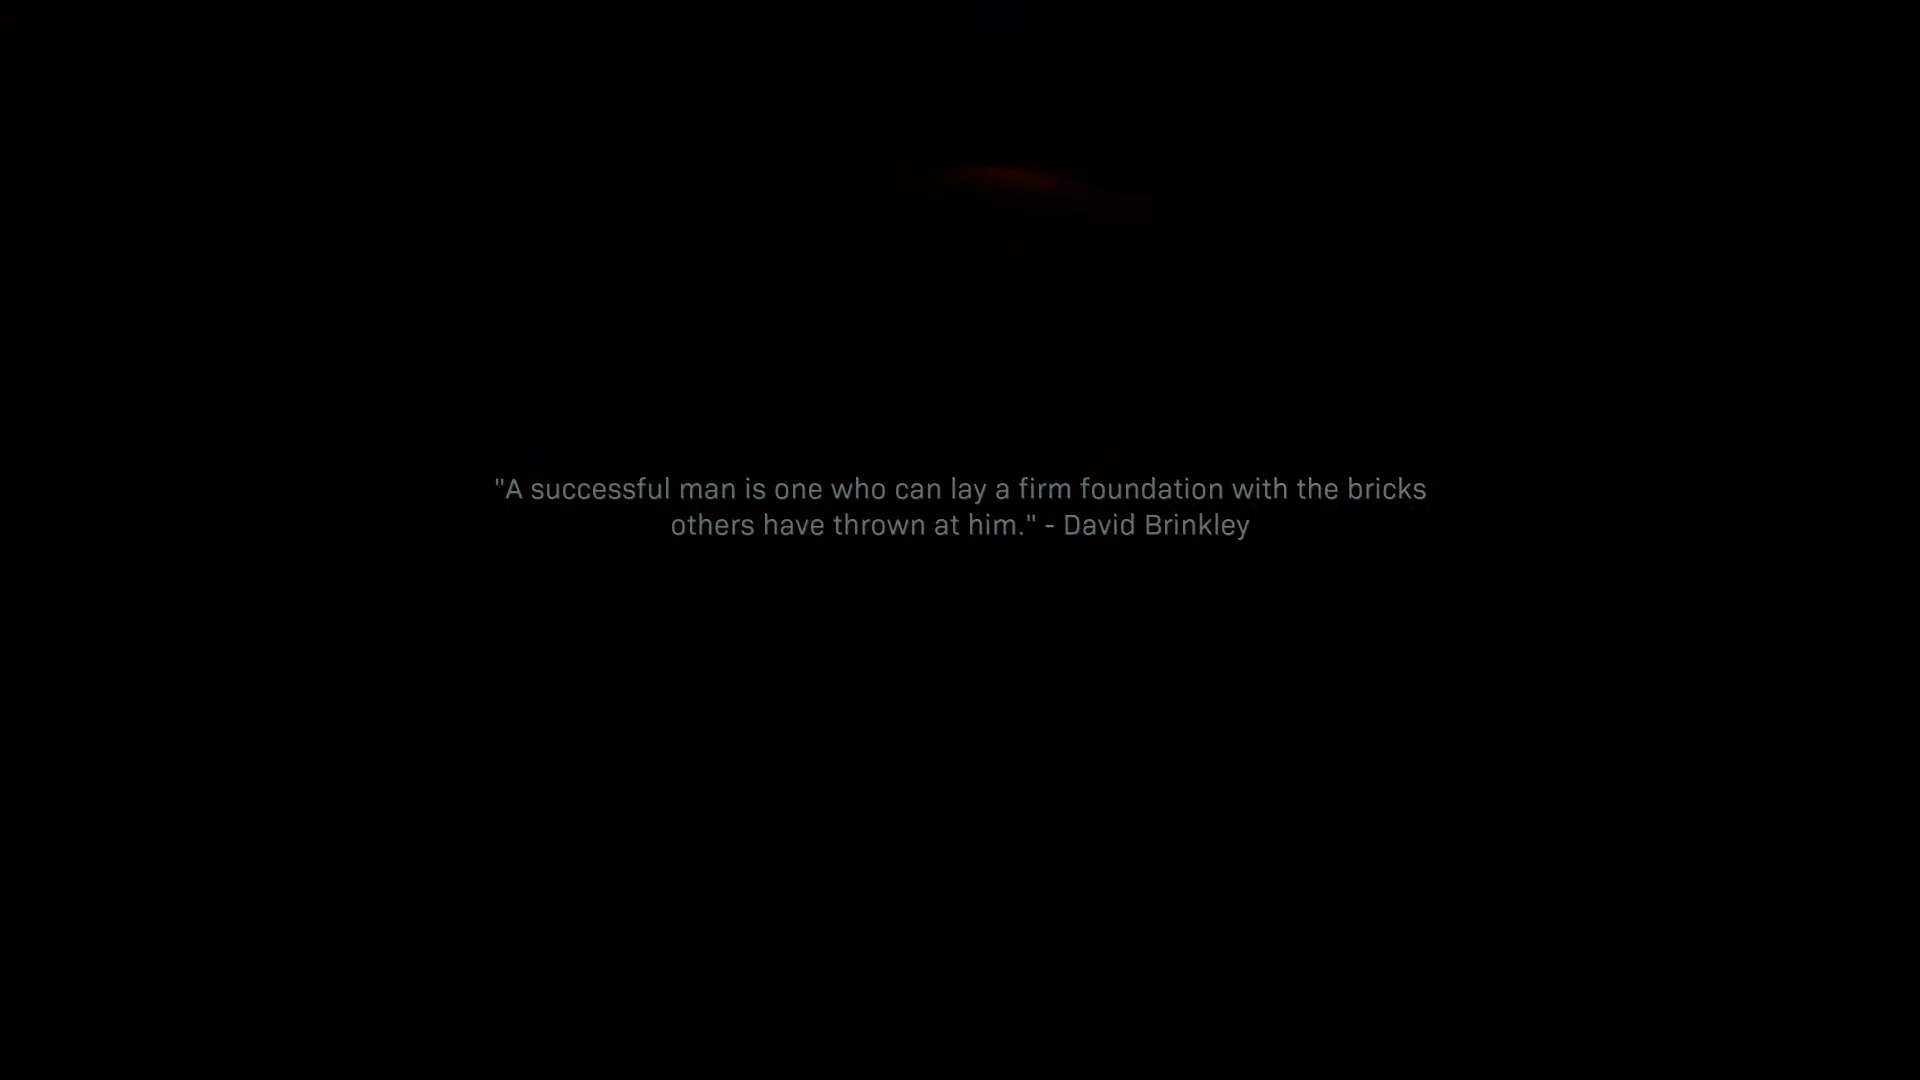 "A successful man is one who can lay a firm foundation with the bricks
others have thrown at him." - David Brinkley